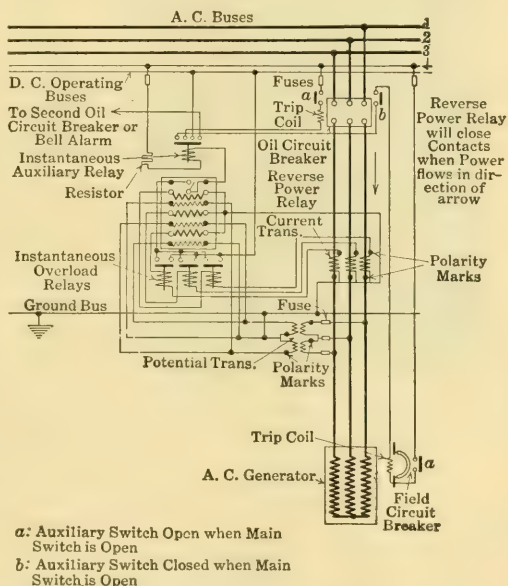 A. C. Buses
1
2
3
+
D. C. Operating
Buses
To Second Oil
Circuit Breaker or
Bell Alarm
Instantaneous
Auxiliary Relay
Resistor
Fuses
a
Trip
Coil
b
Oil Circuit
Breaker
Reverse
Power
Relay
Current
Trans.
Reverse
Power Relay
will close
Contacts
when Power
flows in dir-
ection of
arrow
Instantaneous
Overload
Relays
Polarity
Marks
Ground Bus
Fuse
Potential Trans.
Polarity
Marks
Trip Coil
A. C. Generator
a
Field
Circuit
Breaker
a: Auxiliary Switch Open when Main
Switch is Open
b: Auxiliary Switch Closed when Main
Switch is Open